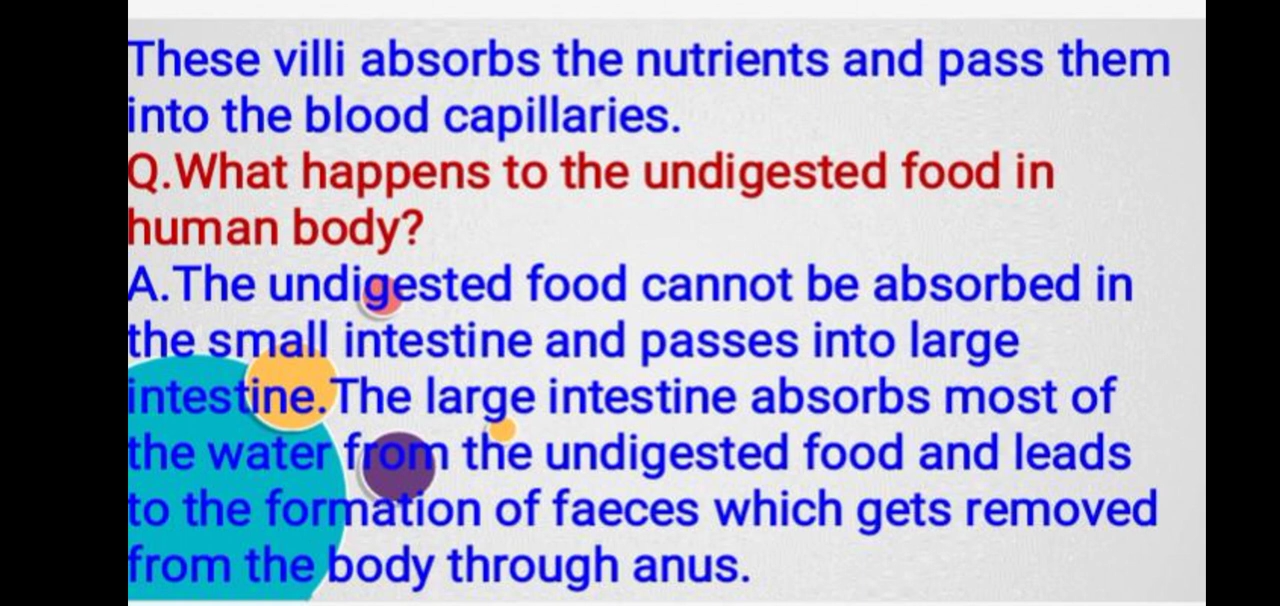 These villi absorbs the nutrients and pass them
into the blood capillaries.
Q.What happens to the undigested food in
human body?
A.The undigested food cannot be absorbed in
the small intestine and passes into large
intestine.The large intestine absorbs most of
the water from the undigested food and leads
to the formation of faeces which gets removed
from the body through anus.